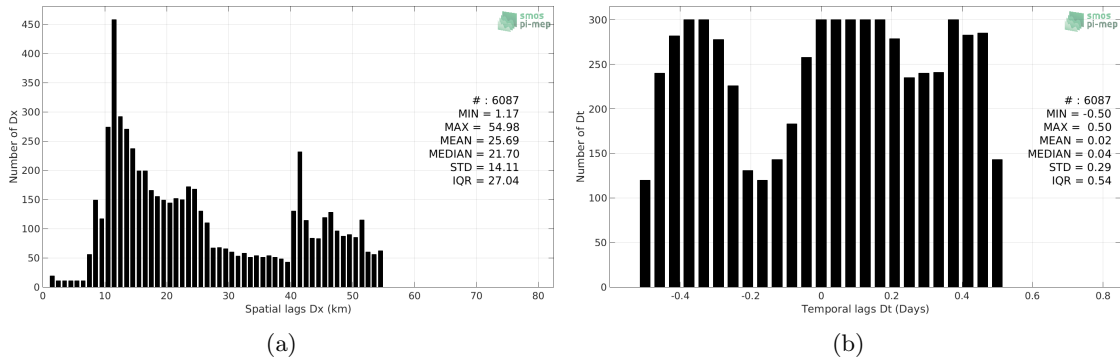 smos
pi-mep
450
400
350
300
250
200
150
100
50
0
Number of Dx
# : 6087
MIN = 1.17
MAX = 54.98
MEAN = 25.69
MEDIAN = 21.70
STD = 14.11
IQR = 27.04
0 10 20 30 40 50 60 70 80
Spatial lags Dx (km)
(a)
smos
pi-mep
300
250
200
150
100
50
0
Number of Dt
# : 6087
MIN = -0.50
MAX = 0.50
MEAN = 0.02
MEDIAN = 0.04
STD = 0.29
IQR = 0.54
-0.4 -0.2 0 0.2 0.4 0.6 0.8
Temporal lags Dt (Days)
(b)